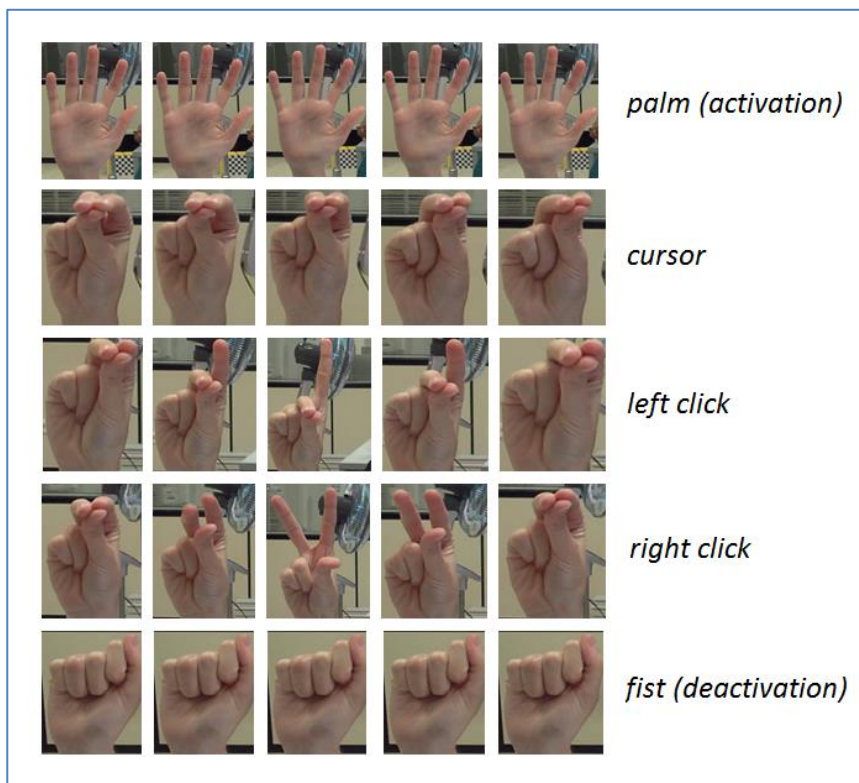 palm (activation)
cursor
left click
right click
fist (deactivation)